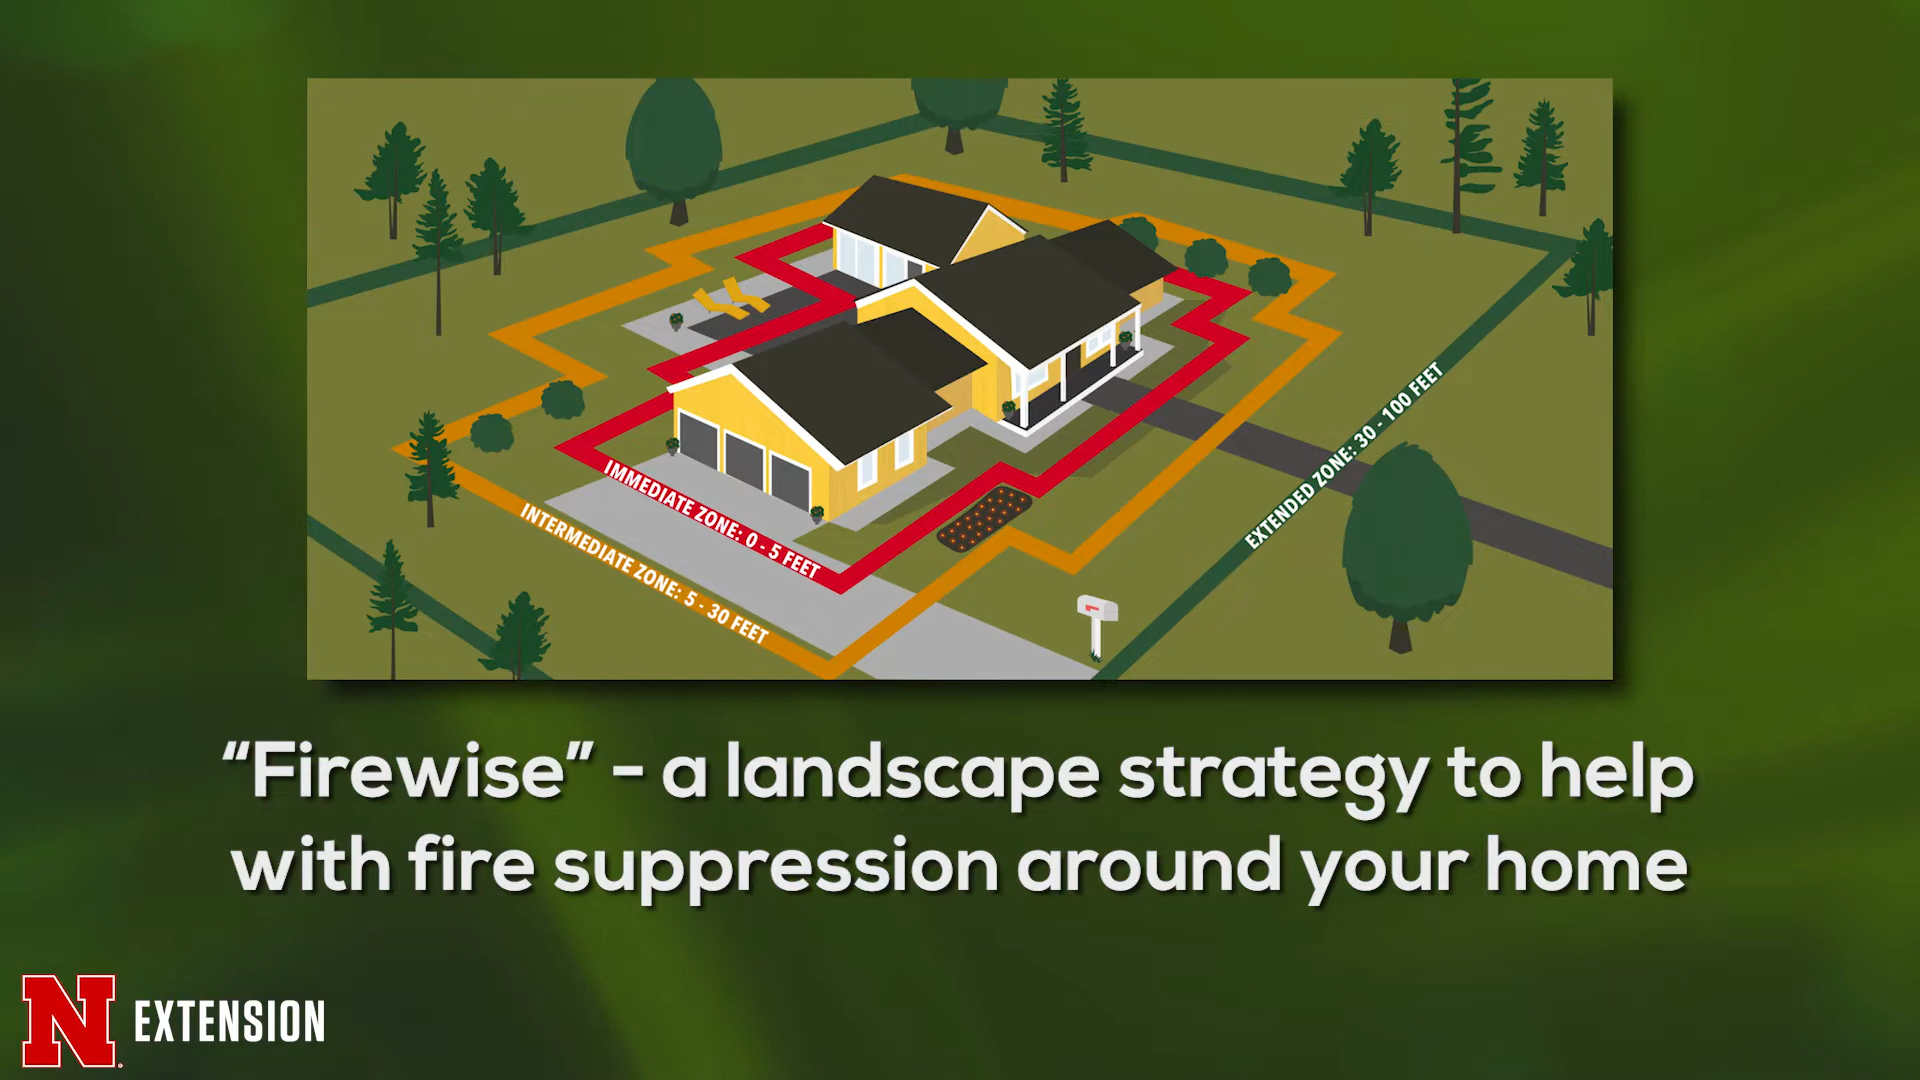 IMMEDIATE ZONE: 0 - 5 FEET
INTERMEDIATE ZONE: 5 - 30 FEET
EXTENDED ZONE: 30 - 100 FEET
“Firewise” - a landscape strategy to help
with fire suppression around your home
N EXTENSION